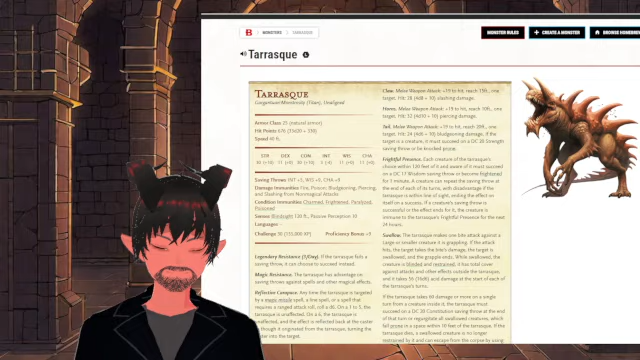 B MONSTERS TARRASQUE
MONSTER RULES
+ CREATE A MONSTER
BROWSE HOMEBREW
Tarrasque
TARRASQUE
Gargantuan Monstrosity (Titan), Unaligned
Armor Class 25 (natural armor)
Hit Points 676 (33d20 + 330)
Speed 40 ft.
STR DEX CON INT WIS CHA
30 (+10) 11 (+0) 30 (+10) 3 (-4) 11 (+0) 11 (+0)
Saving Throws INT +5, WIS +9, CHA +9
Damage Immunities Fire, Poison; Bludgeoning, Piercing,
and Slashing from Nonmagical Attacks
Condition Immunities Charmed, Frightened, Paralyzed,
Poisoned
Senses Blindsight 120 ft., Passive Perception 10
Languages --
Challenge 30 (155,000 XP) Proficiency Bonus +9
Legendary Resistance (3/Day). If the tarrasque fails a
saving throw, it can choose to succeed instead.
Magic Resistance. The tarrasque has advantage on
saving throws against spells and other magical effects.
Reflective Carapace. Any time the tarrasque is targeted
by a magic missile spell, a line spell, or a spell that
requires a ranged attack roll, roll a d6. On a 1 to 5, the
tarrasque is unaffected. On a 6, the tarrasque is
unaffected, and the effect is reflected back at the caster
as though it originated from the tarrasque, turning the
caster into the target.
Claw. Melee Weapon Attack: +19 to hit, reach 15 ft., one
target. Hit: 28 (4d8 + 10) slashing damage.
Horns. Melee Weapon Attack: +19 to hit, reach 10 ft., one
target. Hit: 32 (4d10 + 10) piercing damage.
Tail. Melee Weapon Attack: +19 to hit, reach 20 ft., one
target. Hit: 24 (4d6 + 10) bludgeoning damage. If the
target is a creature, it must succeed on a DC 20 Strength
saving throw or be knocked prone.
Frightful Presence. Each creature of the tarrasque's
choice within 120 feet of it and aware of it must succeed
on a DC 17 Wisdom saving throw or become frightened
for 1 minute. A creature can repeat the saving throw at
the end of each of its turns, with disadvantage if the
tarrasque is within line of sight, ending the effect on
itself on a success. If a creature's saving throw is
successful or the effect ends for it, the creature is
immune to the tarrasque's Frightful Presence for the next
24 hours.
Swallow. The tarrasque makes one bite attack against a
Large or smaller creature it is grappling. If the attack
hits, the target takes the bite's damage, the target is
swallowed, and the grapple ends. While swallowed, the
creature is blinded and restrained, it has total cover
against attacks and other effects outside the tarrasque,
and it takes 56 (16d6) acid damage at the start of each of
the tarrasque's turns.
If the tarrasque takes 60 damage or more on a single
turn from a creature inside it, the tarrasque must
succeed on a DC 20 Constitution saving throw at the end
of that turn or regurgitate all swallowed creatures, which
fall prone in a space within 10 feet of the tarrasque. If
the tarrasque dies, a swallowed creature is no longer
restrained by it and can escape from the corpse by using